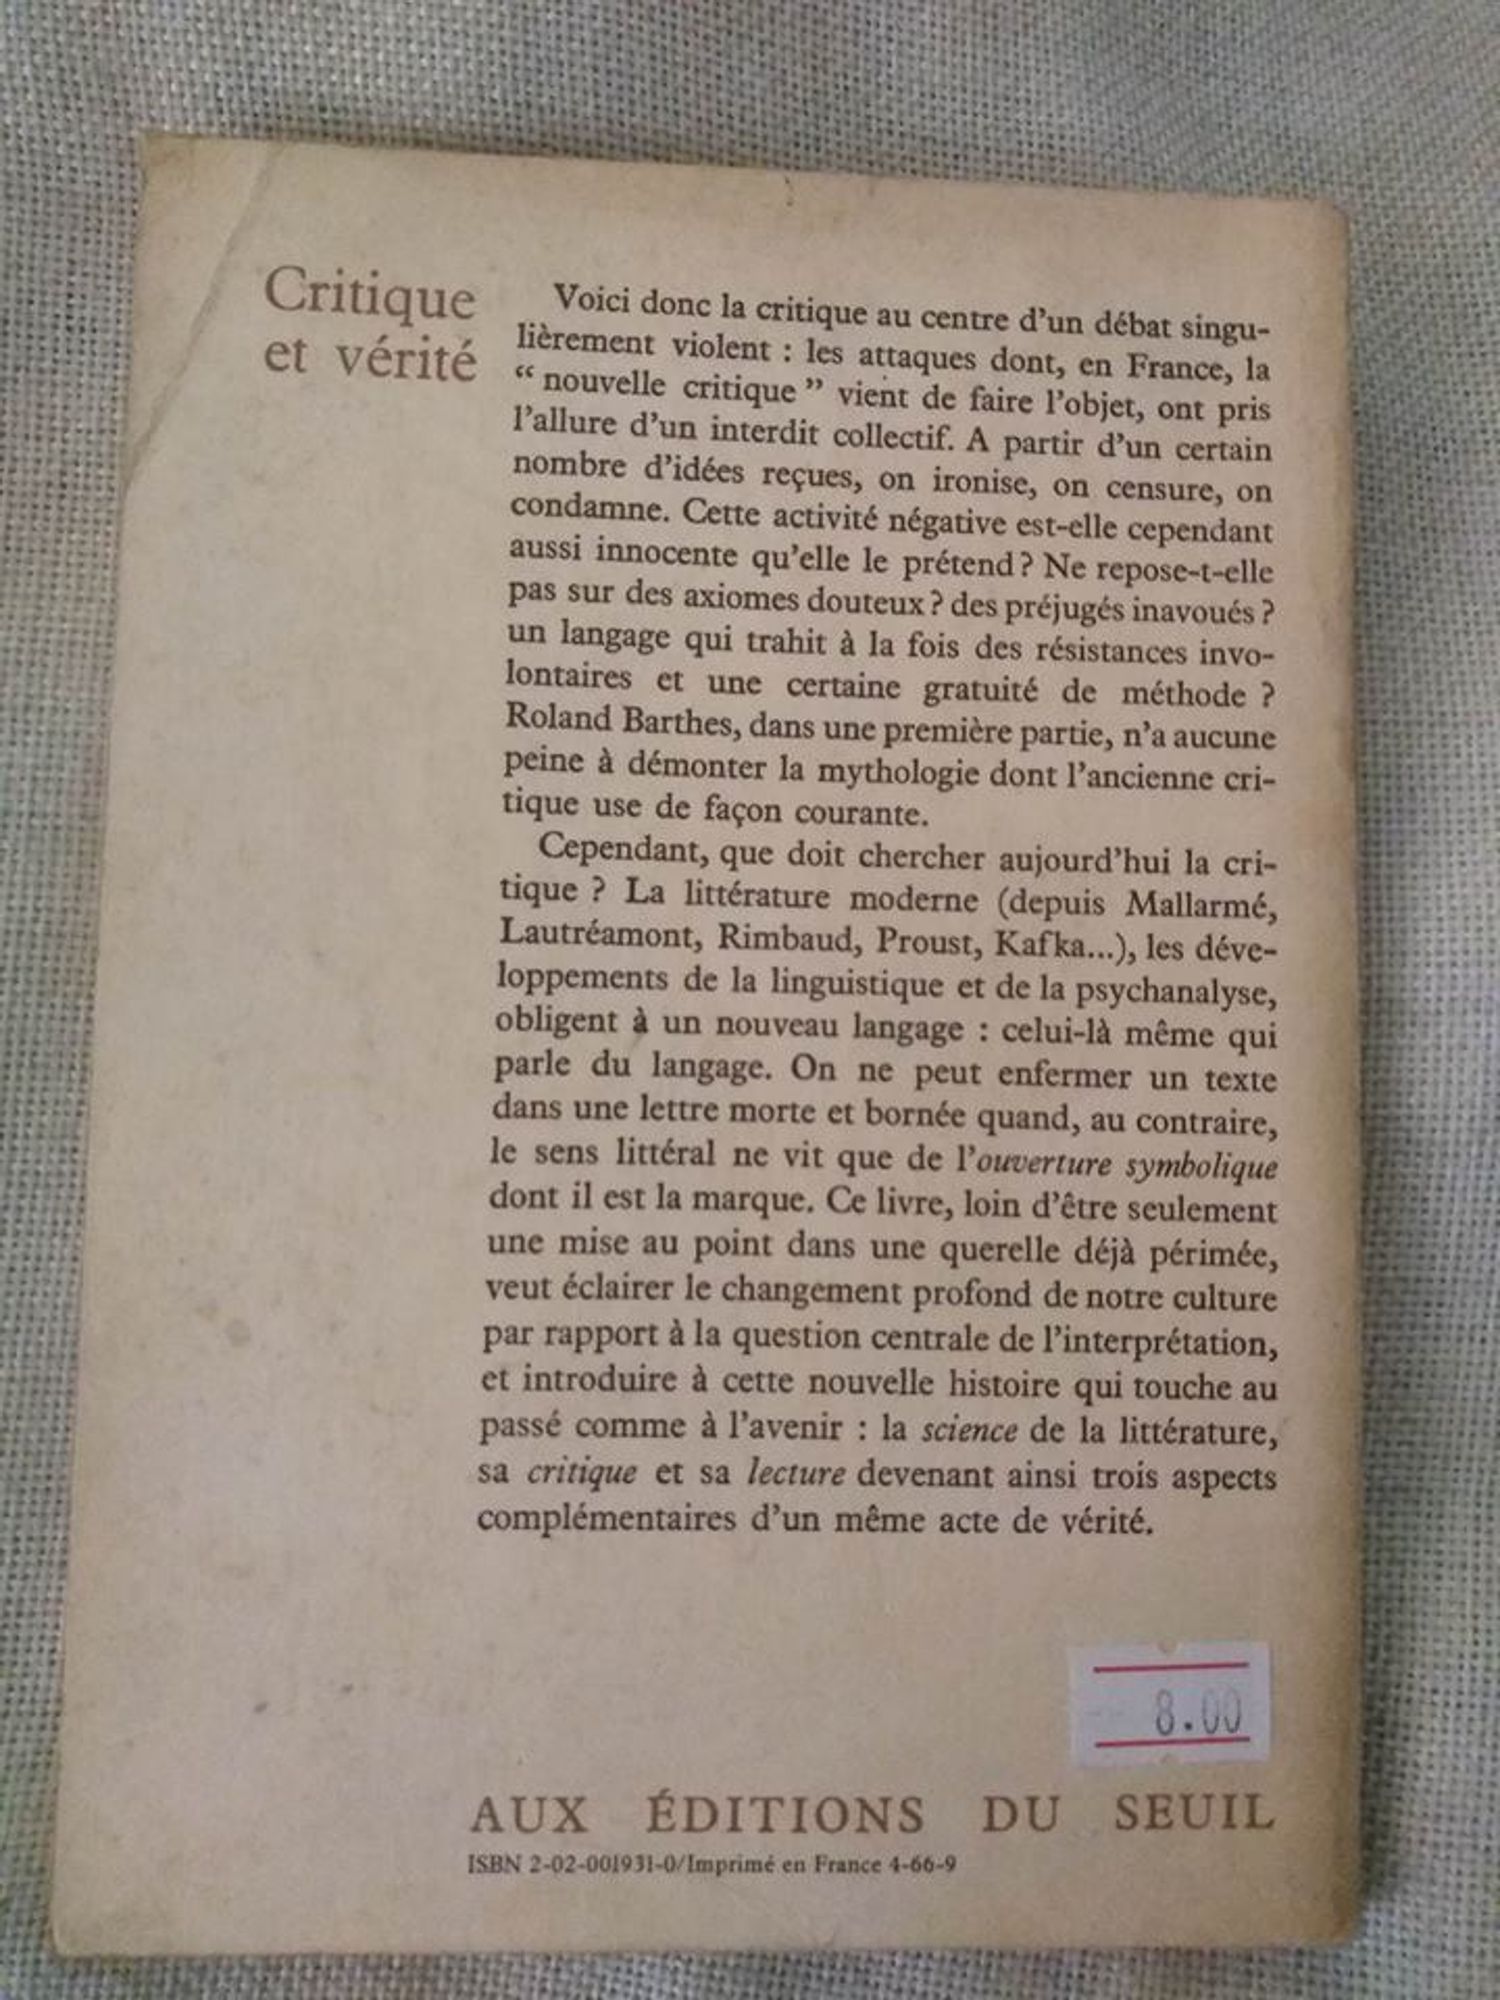 Critique
et vérité
Voici donc la critique au centre d'un débat singu-
lièrement violent : les attaques dont, en France, la
“ nouvelle critique ” vient de faire l'objet, ont pris
l'allure d'un interdit collectif. A partir d'un certain
nombre d'idées reçues, on ironise, on censure, on
condamne. Cette activité négative est-elle cependant
aussi innocente qu'elle le prétend ? Ne repose-t-elle
pas sur des axiomes douteux ? des préjugés inavoués ?
un langage qui trahit à la fois des résistances invo-
lontaires et une certaine gratuité de méthode ?
Roland Barthes, dans une première partie, n'a aucune
peine à démonter la mythologie dont l'ancienne cri-
tique use de façon courante.
Cependant, que doit chercher aujourd'hui la cri-
tique ? La littérature moderne (depuis Mallarmé,
Lautréamont, Rimbaud, Proust, Kafka...), les déve-
loppements de la linguistique et de la psychanalyse,
obligent à un nouveau langage : celui-là même qui
parle du langage. On ne peut enfermer un texte
dans une lettre morte et bornée quand, au contraire,
le sens littéral ne vit que de l'ouverture symbolique
dont il est la marque. Ce livre, loin d'être seulement
une mise au point dans une querelle déjà périmée,
veut éclairer le changement profond de notre culture
par rapport à la question centrale de l'interprétation,
et introduire à cette nouvelle histoire qui touche au
passé comme à l'avenir : la science de la littérature,
sa critique et sa lecture devenant ainsi trois aspects
complémentaires d'un même acte de vérité.
8.00
AUX ÉDITIONS DU SEUIL
ISBN 2-02-001931-0/Imprimé en France 4-66-9